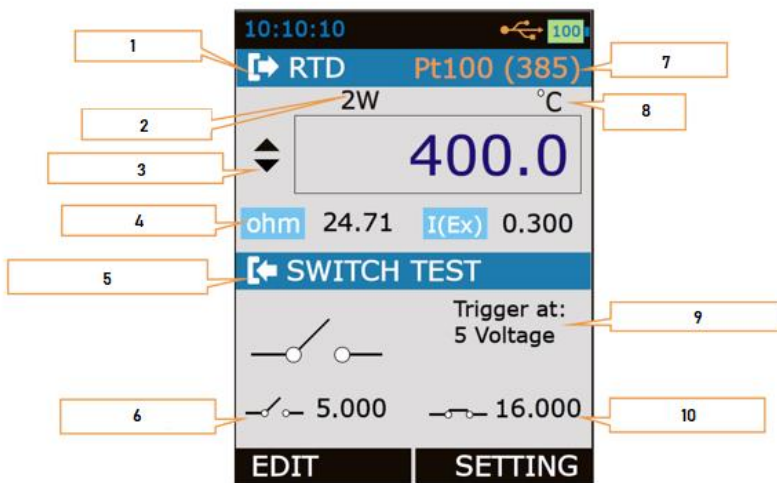 10:10:10 100
1 RTD Pt100 (385) 7
2 2W °C 8
3 400.0
4 ohm 24.71 I(Ex) 0.300
5 SWITCH TEST
Trigger at:
5 Voltage 9
6 5.000 16.000 10
EDIT SETTING